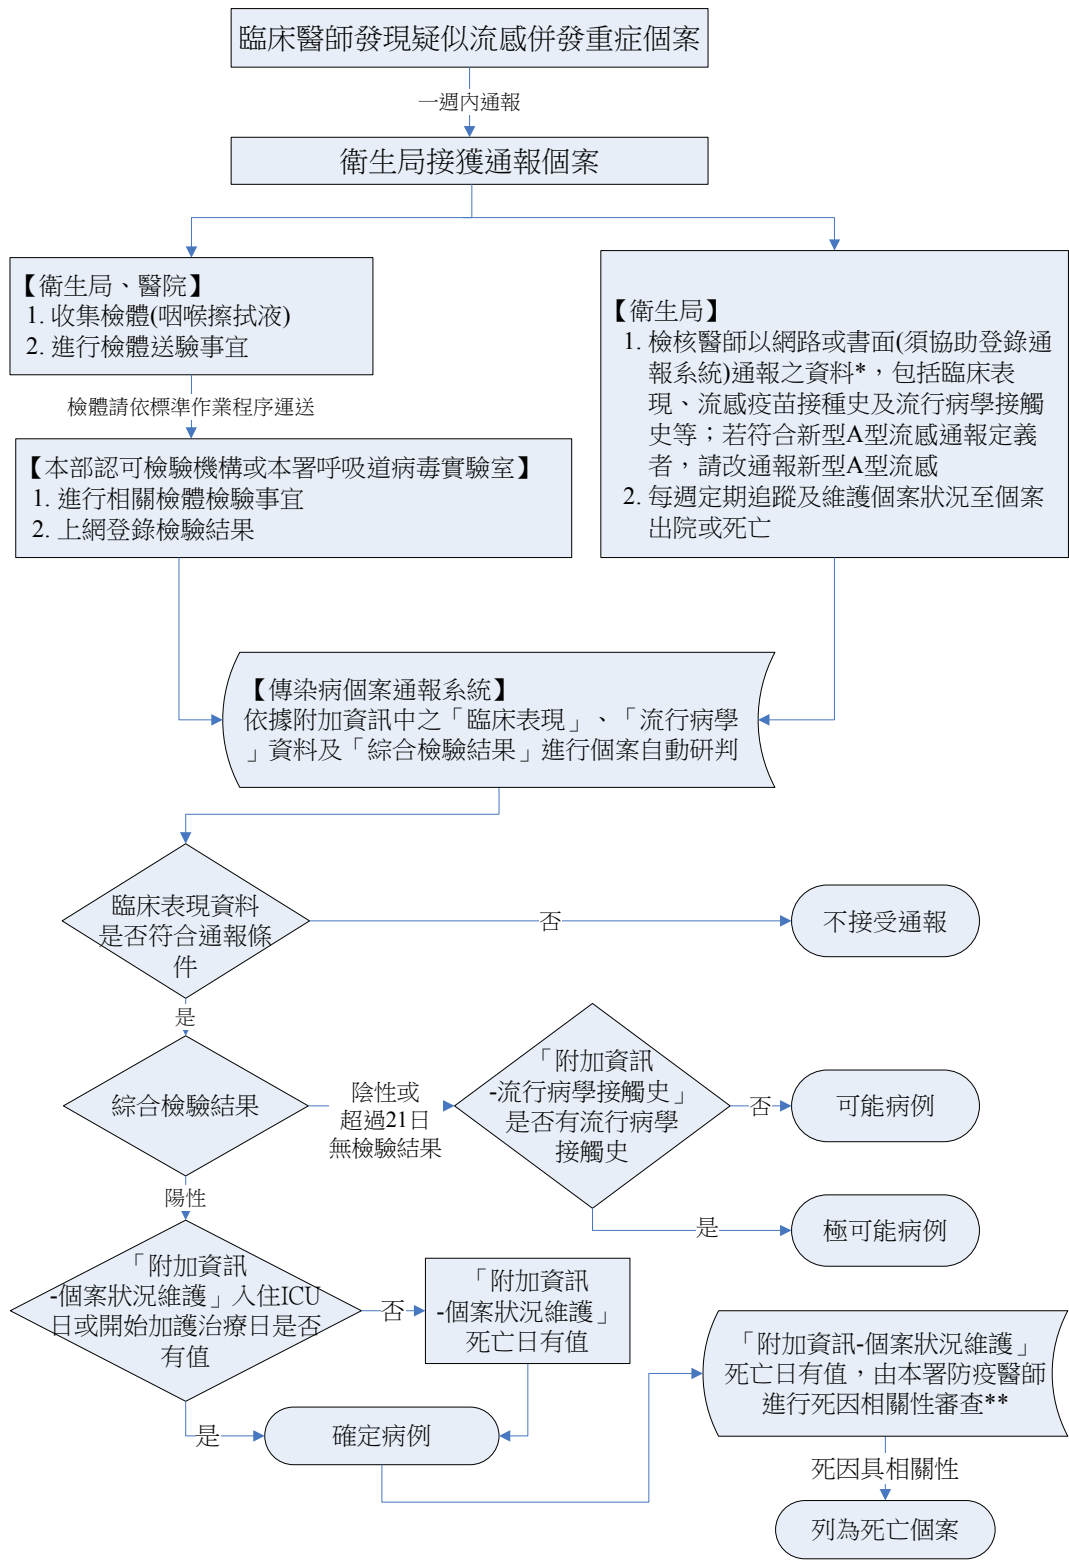 臨床醫師發現疑似流感併發重症個案
一週內通報
衛生局接獲通報個案
【衛生局、醫院】
1. 收集檢體(咽喉擦拭液)
2. 進行檢體送驗事宜
檢體請依標準作業程序運送
【本部認可檢驗機構或本署呼吸道病毒實驗室】
1. 進行相關檢體檢驗事宜
2. 上網登錄檢驗結果
【衛生局】
1. 檢核醫師以網路或書面(須協助登錄通
報系統)通報之資料*，包括臨床表
現、流感疫苗接種史及流行病學接觸
史等；若符合新型A型流感通報定義
者，請改通報新型A型流感
2. 每週定期追蹤及維護個案狀況至個案
出院或死亡
【傳染病個案通報系統】
依據附加資訊中之「臨床表現」、「流行病學
」資料及「綜合檢驗結果」進行個案自動研判
臨床表現資料
是否符合通報條
件
否
不接受通報
是
綜合檢驗結果
陰性或
超過21日
無檢驗結果
「附加資訊
-流行病學接觸史」
是否有流行病學
接觸史
否
可能病例
是
極可能病例
陽性
「附加資訊
-個案狀況維護」入住ICU
日或開始加護治療日是否
有值
否
「附加資訊
-個案狀況維護」
死亡日有值
是
確定病例
「附加資訊-個案狀況維護」
死亡日有值，由本署防疫醫師
進行死因相關性審查**
死因具相關性
列為死亡個案